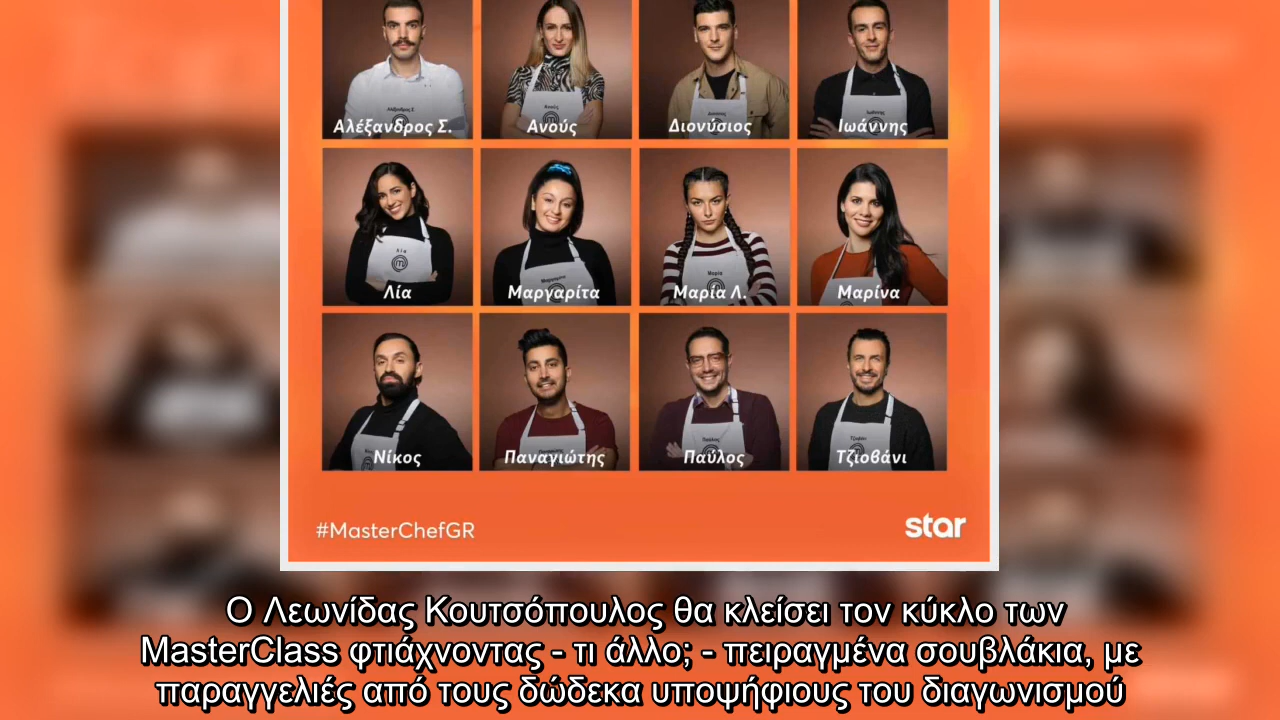 Αλέξανδρος Σ. Ανούς Διονύσιος Ιωάννης
Λία Μαργαρίτα Μαρία Λ. Μαρίνα
Νίκος Παναγιώτης Παύλος Τζιοβάνι
#MasterChefGR star
Ο Λεωνίδας Κουτσόπουλος θα κλείσει τον κύκλο των
MasterClass φτιάχνοντας - τι άλλο; - πειραγμένα σουβλάκια, με
παραγγελιές από τους δώδεκα υποψήφιους του διαγωνισμού